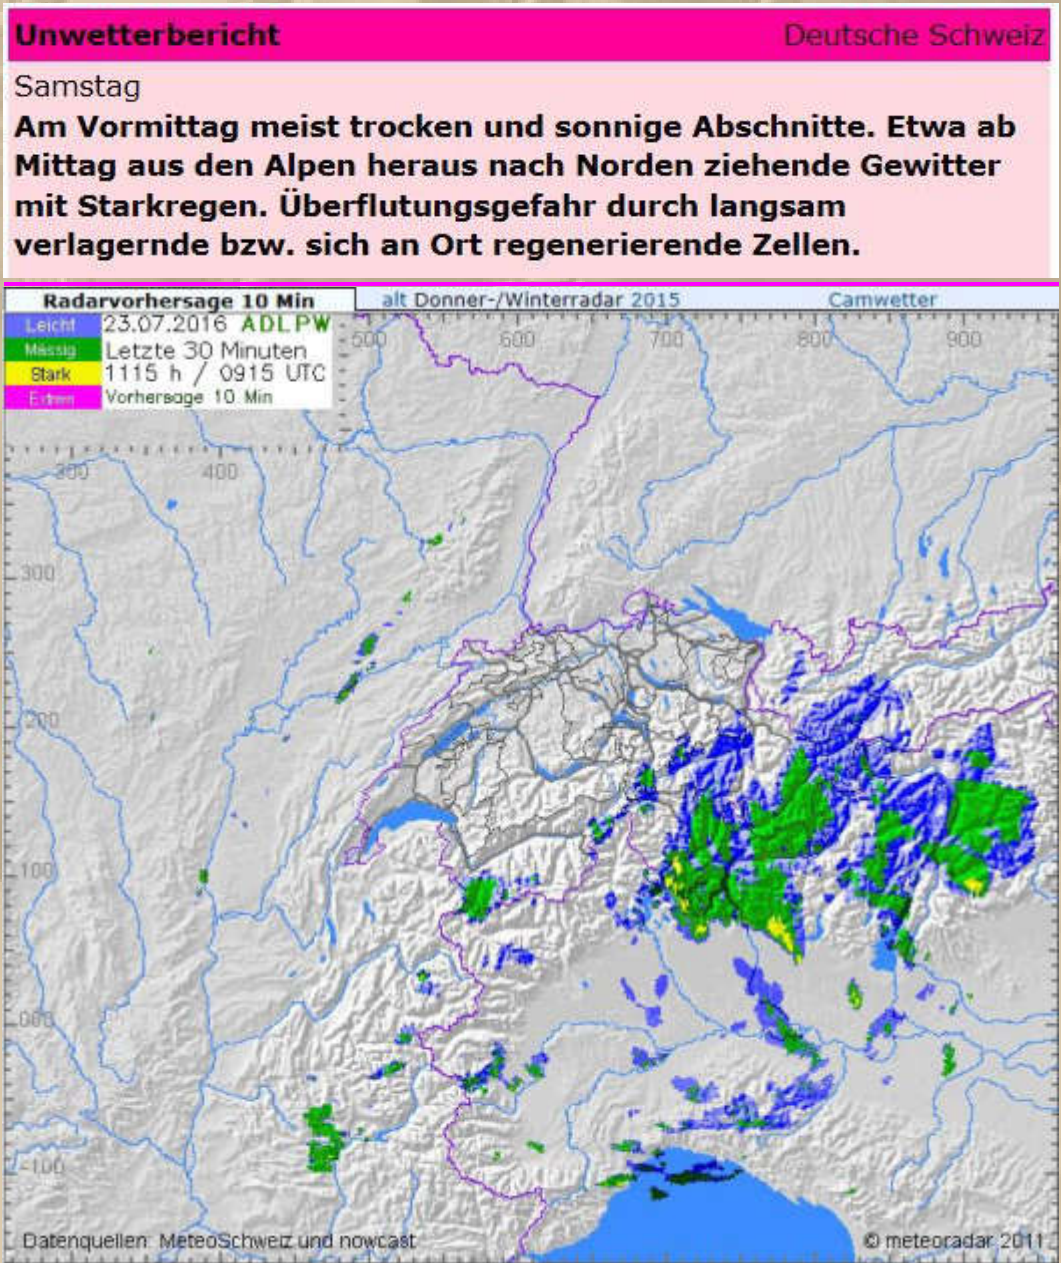 Unwetterbericht Deutsche Schweiz
Samstag
Am Vormittag meist trocken und sonnige Abschnitte. Etwa ab
Mittag aus den Alpen heraus nach Norden ziehende Gewitter
mit Starkregen. Überflutungsgefahr durch langsam
verlagernde bzw. sich an Ort regenerierende Zellen.
Radarvorhersage 10 Min alt Donner-/Winterradar 2015 Camwetter
Leicht 23.07.2016 ADLPW
Mässig Letzte 30 Minuten
Stark 1115 h / 0915 UTC
Extrem Vorhersage 10 Min
500 600 700 800 900
300 400
300
200
100
000
-100
Datenquellen: MeteoSchweiz und nowcast © meteoradar 2011